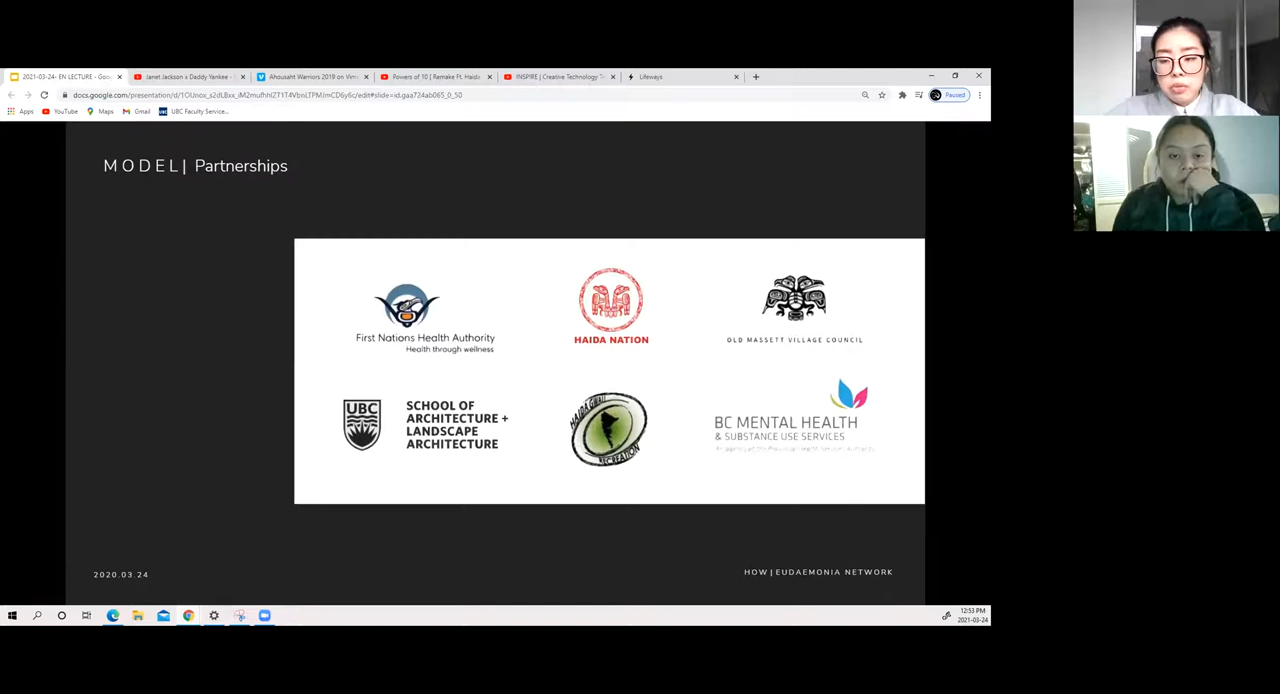 2021-03-24- EN LECTURE - Goo
Janet Jackson x Daddy Yankee -
Ahousaht Warriors 2019 on Vim
Powers of 10 [ Remake Ft. Haida
INSPIRE | Creative Technology T
Lifeways
Paused
Apps
YouTube
Maps
Gmail
UBC Faculty Service...
MODEL| Partnerships
First Nations Health Authority
Health through wellness
HAIDA NATION
OLD MASSETT VILLAGE COUNCIL
UBC
SCHOOL OF
ARCHITECTURE +
LANDSCAPE
ARCHITECTURE
HAIDA GWAII
RECREATION
BC MENTAL HEALTH
& SUBSTANCE USE SERVICES
2020.03.24
HOW | EUDAEMONIA NETWORK
12:53 PM
2021-03-24